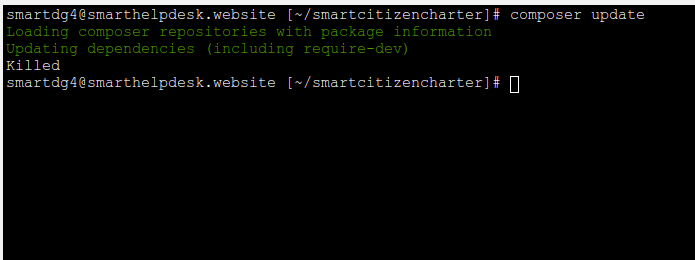 smartdg4@smarthelpdesk.website [~/smartcitizencharter]# composer update
Loading composer repositories with package information
Updating dependencies (including require-dev)
Killed
smartdg4@smarthelpdesk.website [~/smartcitizencharter]#